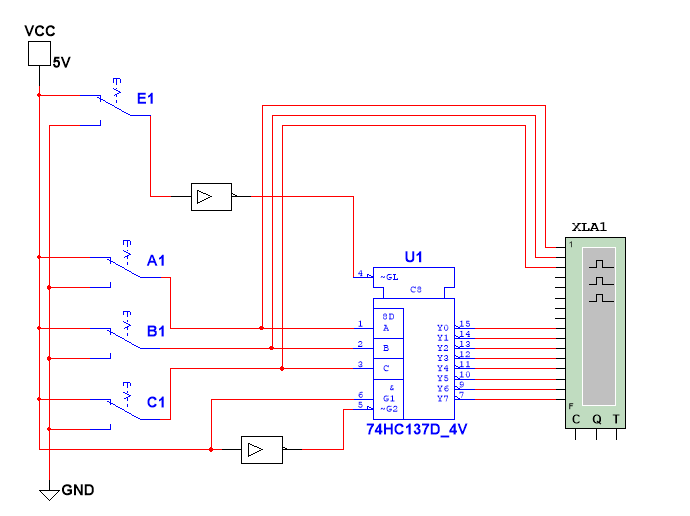 VCC
5V
E1
XLA1
1
A1
U1
4 ~GL
C8
8D
1 A
Y0 15
Y1 14
B1
2 B
Y2 13
Y3 12
3 C
Y4 11
Y5 10
C1
&
Y6 9
6 G1
Y7 7
5 ~G2
F
C Q T
74HC137D_4V
GND